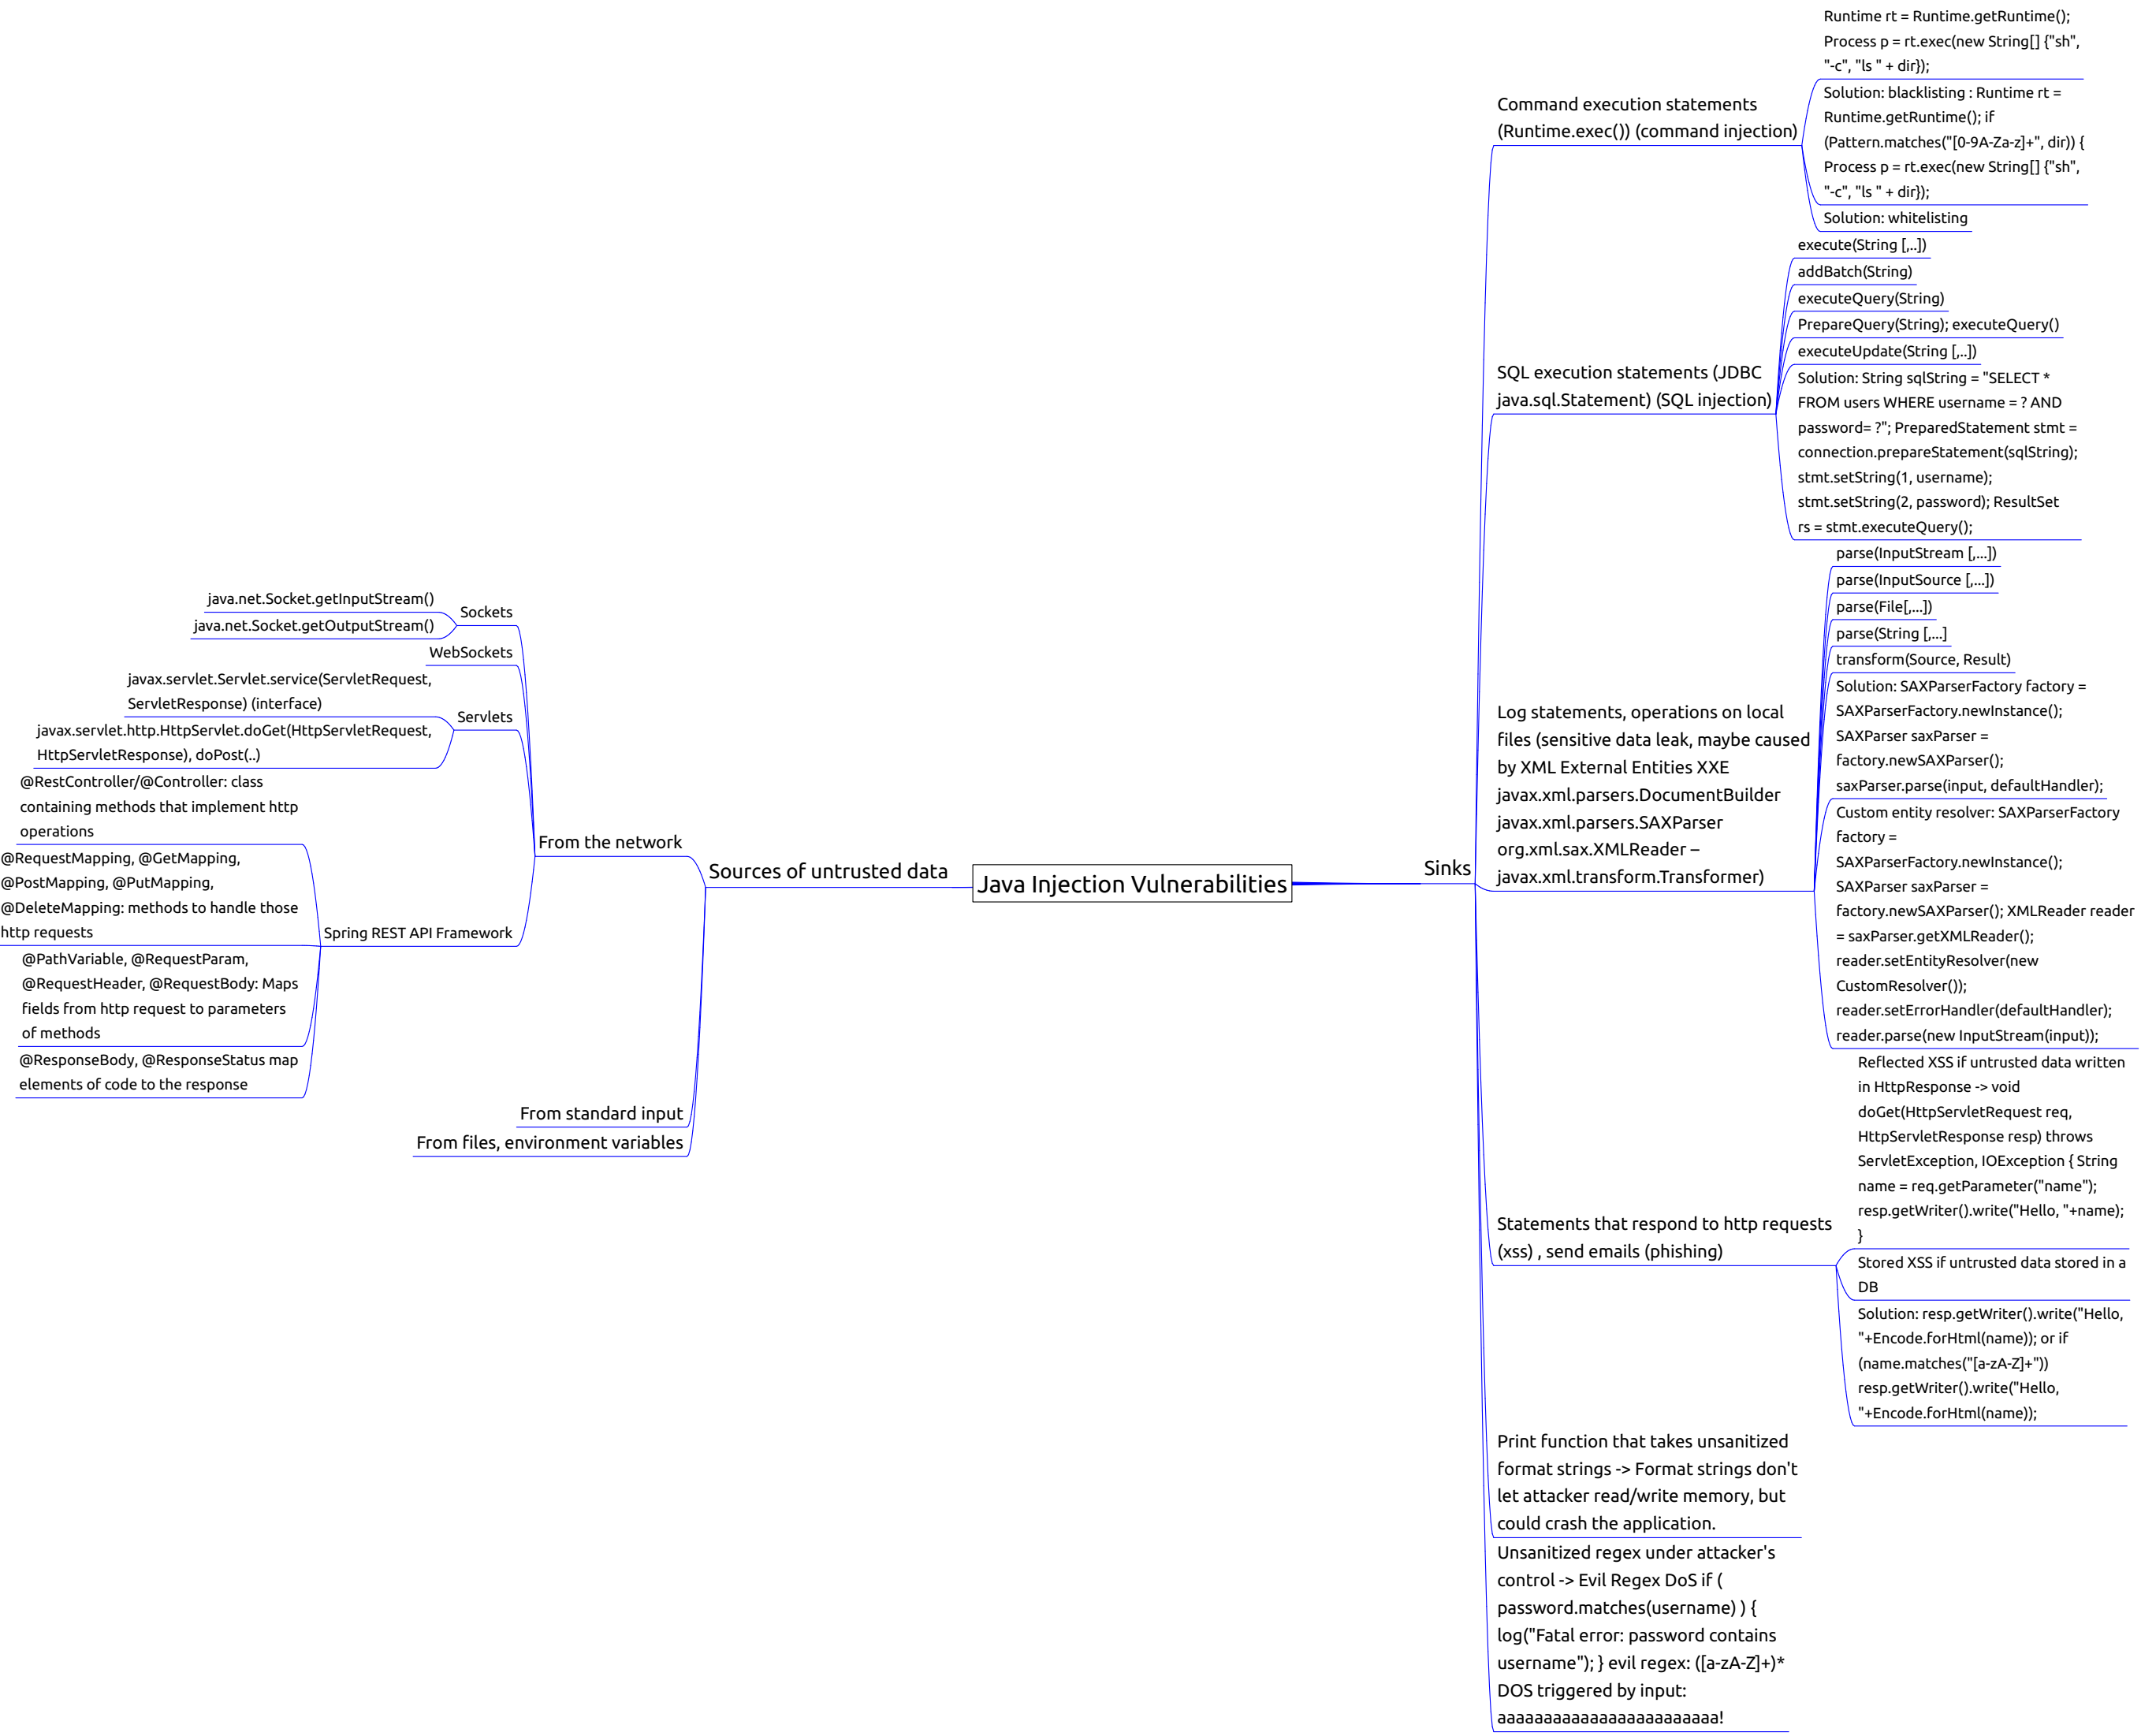 Java Injection Vulnerabilities
Sources of untrusted data
From the network
Sockets
java.net.Socket.getInputStream()
java.net.Socket.getOutputStream()
WebSockets
Servlets
javax.servlet.Servlet.service(ServletRequest,
ServletResponse) (interface)
javax.servlet.http.HttpServlet.doGet(HttpServletRequest,
HttpServletResponse), doPost(..)
Spring REST API Framework
@RestController/@Controller: class
containing methods that implement http
operations
@RequestMapping, @GetMapping,
@PostMapping, @PutMapping,
@DeleteMapping: methods to handle those
http requests
@PathVariable, @RequestParam,
@RequestHeader, @RequestBody: Maps
fields from http request to parameters
of methods
@ResponseBody, @ResponseStatus map
elements of code to the response
From standard input
From files, environment variables
Sinks
Command execution statements
(Runtime.exec()) (command injection)
Runtime rt = Runtime.getRuntime();
Process p = rt.exec(new String[] {"sh",
"-c", "ls " + dir});
Solution: blacklisting : Runtime rt =
Runtime.getRuntime(); if
(Pattern.matches("[0-9A-Za-z]+", dir)) {
Process p = rt.exec(new String[] {"sh",
"-c", "ls " + dir});
Solution: whitelisting
SQL execution statements (JDBC
java.sql.Statement) (SQL injection)
execute(String [,..])
addBatch(String)
executeQuery(String)
PrepareQuery(String); executeQuery()
executeUpdate(String [,..])
Solution: String sqlString = "SELECT *
FROM users WHERE username = ? AND
password= ?"; PreparedStatement stmt =
connection.prepareStatement(sqlString);
stmt.setString(1, username);
stmt.setString(2, password); ResultSet
rs = stmt.executeQuery();
Log statements, operations on local
files (sensitive data leak, maybe caused
by XML External Entities XXE
javax.xml.parsers.DocumentBuilder
javax.xml.parsers.SAXParser
org.xml.sax.XMLReader –
javax.xml.transform.Transformer)
parse(InputStream [,...])
parse(InputSource [,...])
parse(File[,...])
parse(String [,...]
transform(Source, Result)
Solution: SAXParserFactory factory =
SAXParserFactory.newInstance();
SAXParser saxParser =
factory.newSAXParser();
saxParser.parse(input, defaultHandler);
Custom entity resolver: SAXParserFactory
factory =
SAXParserFactory.newInstance();
SAXParser saxParser =
factory.newSAXParser(); XMLReader reader
= saxParser.getXMLReader();
reader.setEntityResolver(new
CustomResolver());
reader.setErrorHandler(defaultHandler);
reader.parse(new InputStream(input));
Statements that respond to http requests
(xss) , send emails (phishing)
Reflected XSS if untrusted data written
in HttpResponse -> void
doGet(HttpServletRequest req,
HttpServletResponse resp) throws
ServletException, IOException { String
name = req.getParameter("name");
resp.getWriter().write("Hello, "+name);
}
Stored XSS if untrusted data stored in a
DB
Solution: resp.getWriter().write("Hello,
"+Encode.forHtml(name)); or if
(name.matches("[a-zA-Z]+"))
resp.getWriter().write("Hello,
"+Encode.forHtml(name));
Print function that takes unsanitized
format strings -> Format strings don't
let attacker read/write memory, but
could crash the application.
Unsanitized regex under attacker's
control -> Evil Regex DoS if (
password.matches(username) ) {
log("Fatal error: password contains
username"); } evil regex: ([a-zA-Z]+)*
DOS triggered by input:
aaaaaaaaaaaaaaaaaaaaaaaa!